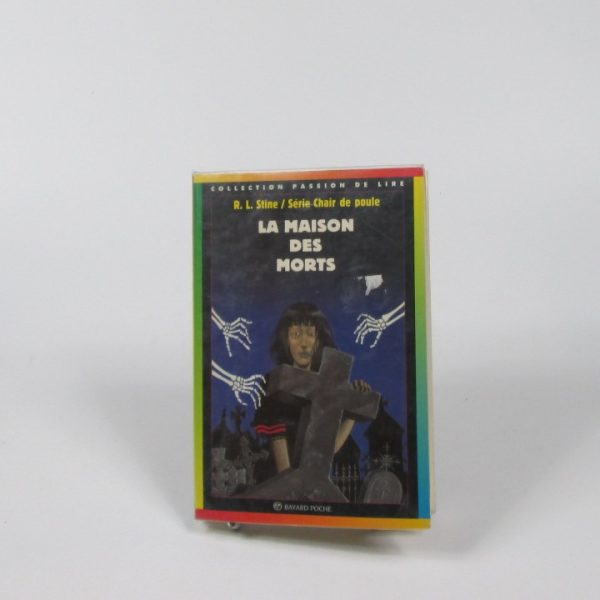 COLLECTION PASSION DE LIRE
R. L. Stine / Série Chair de poule
LA MAISON
DES
MORTS
BAYARD POCHE